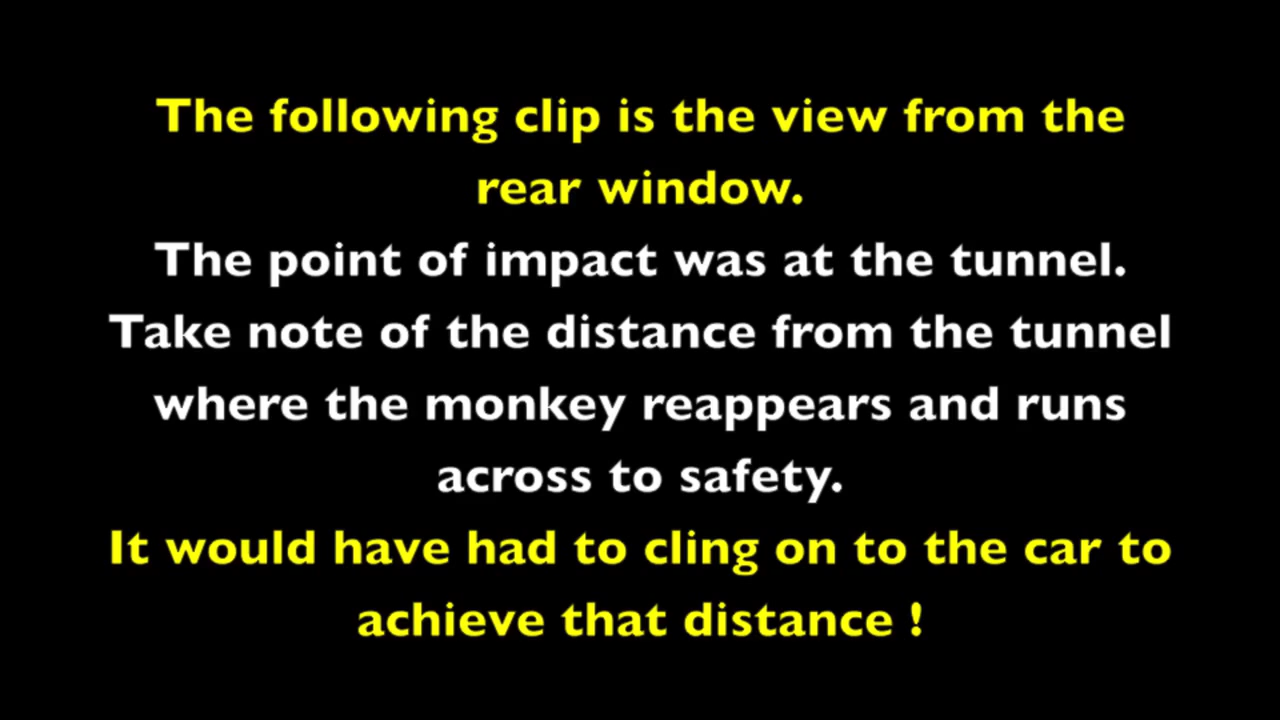 The following clip is the view from the
rear window.
The point of impact was at the tunnel.
Take note of the distance from the tunnel
where the monkey reappears and runs
across to safety.
It would have had to cling on to the car to
achieve that distance !